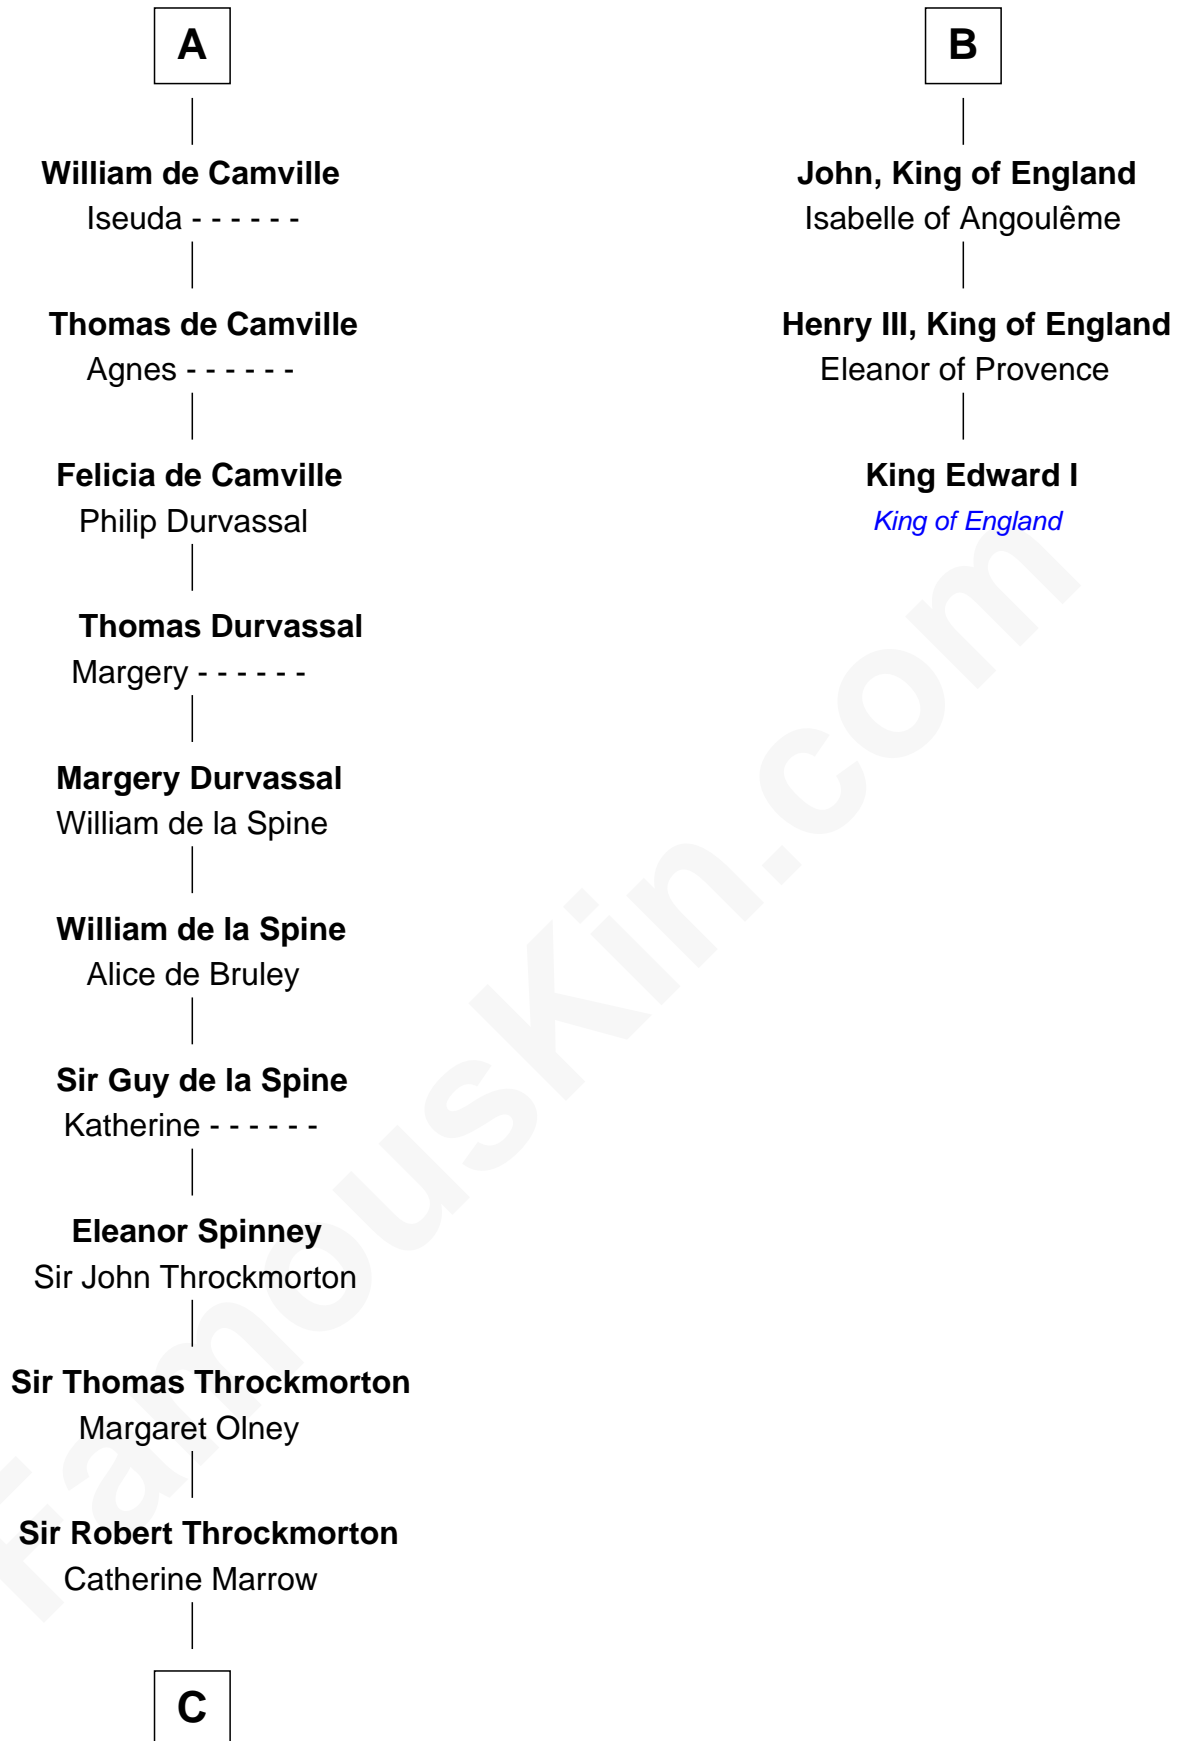 A
William de Camville
Iseuda - - - - - -
Thomas de Camville
Agnes - - - - - -
Felicia de Camville
Philip Durvassal
Thomas Durvassal
Margery - - - - - -
Margery Durvassal
William de la Spine
William de la Spine
Alice de Bruley
Sir Guy de la Spine
Katherine - - - - - -
Eleanor Spinney
Sir John Throckmorton
Sir Thomas Throckmorton
Margaret Olney
Sir Robert Throckmorton
Catherine Marrow
C
B
John, King of England
Isabelle of Angoulême
Henry III, King of England
Eleanor of Provence
King Edward I
King of England
FamousKin.com